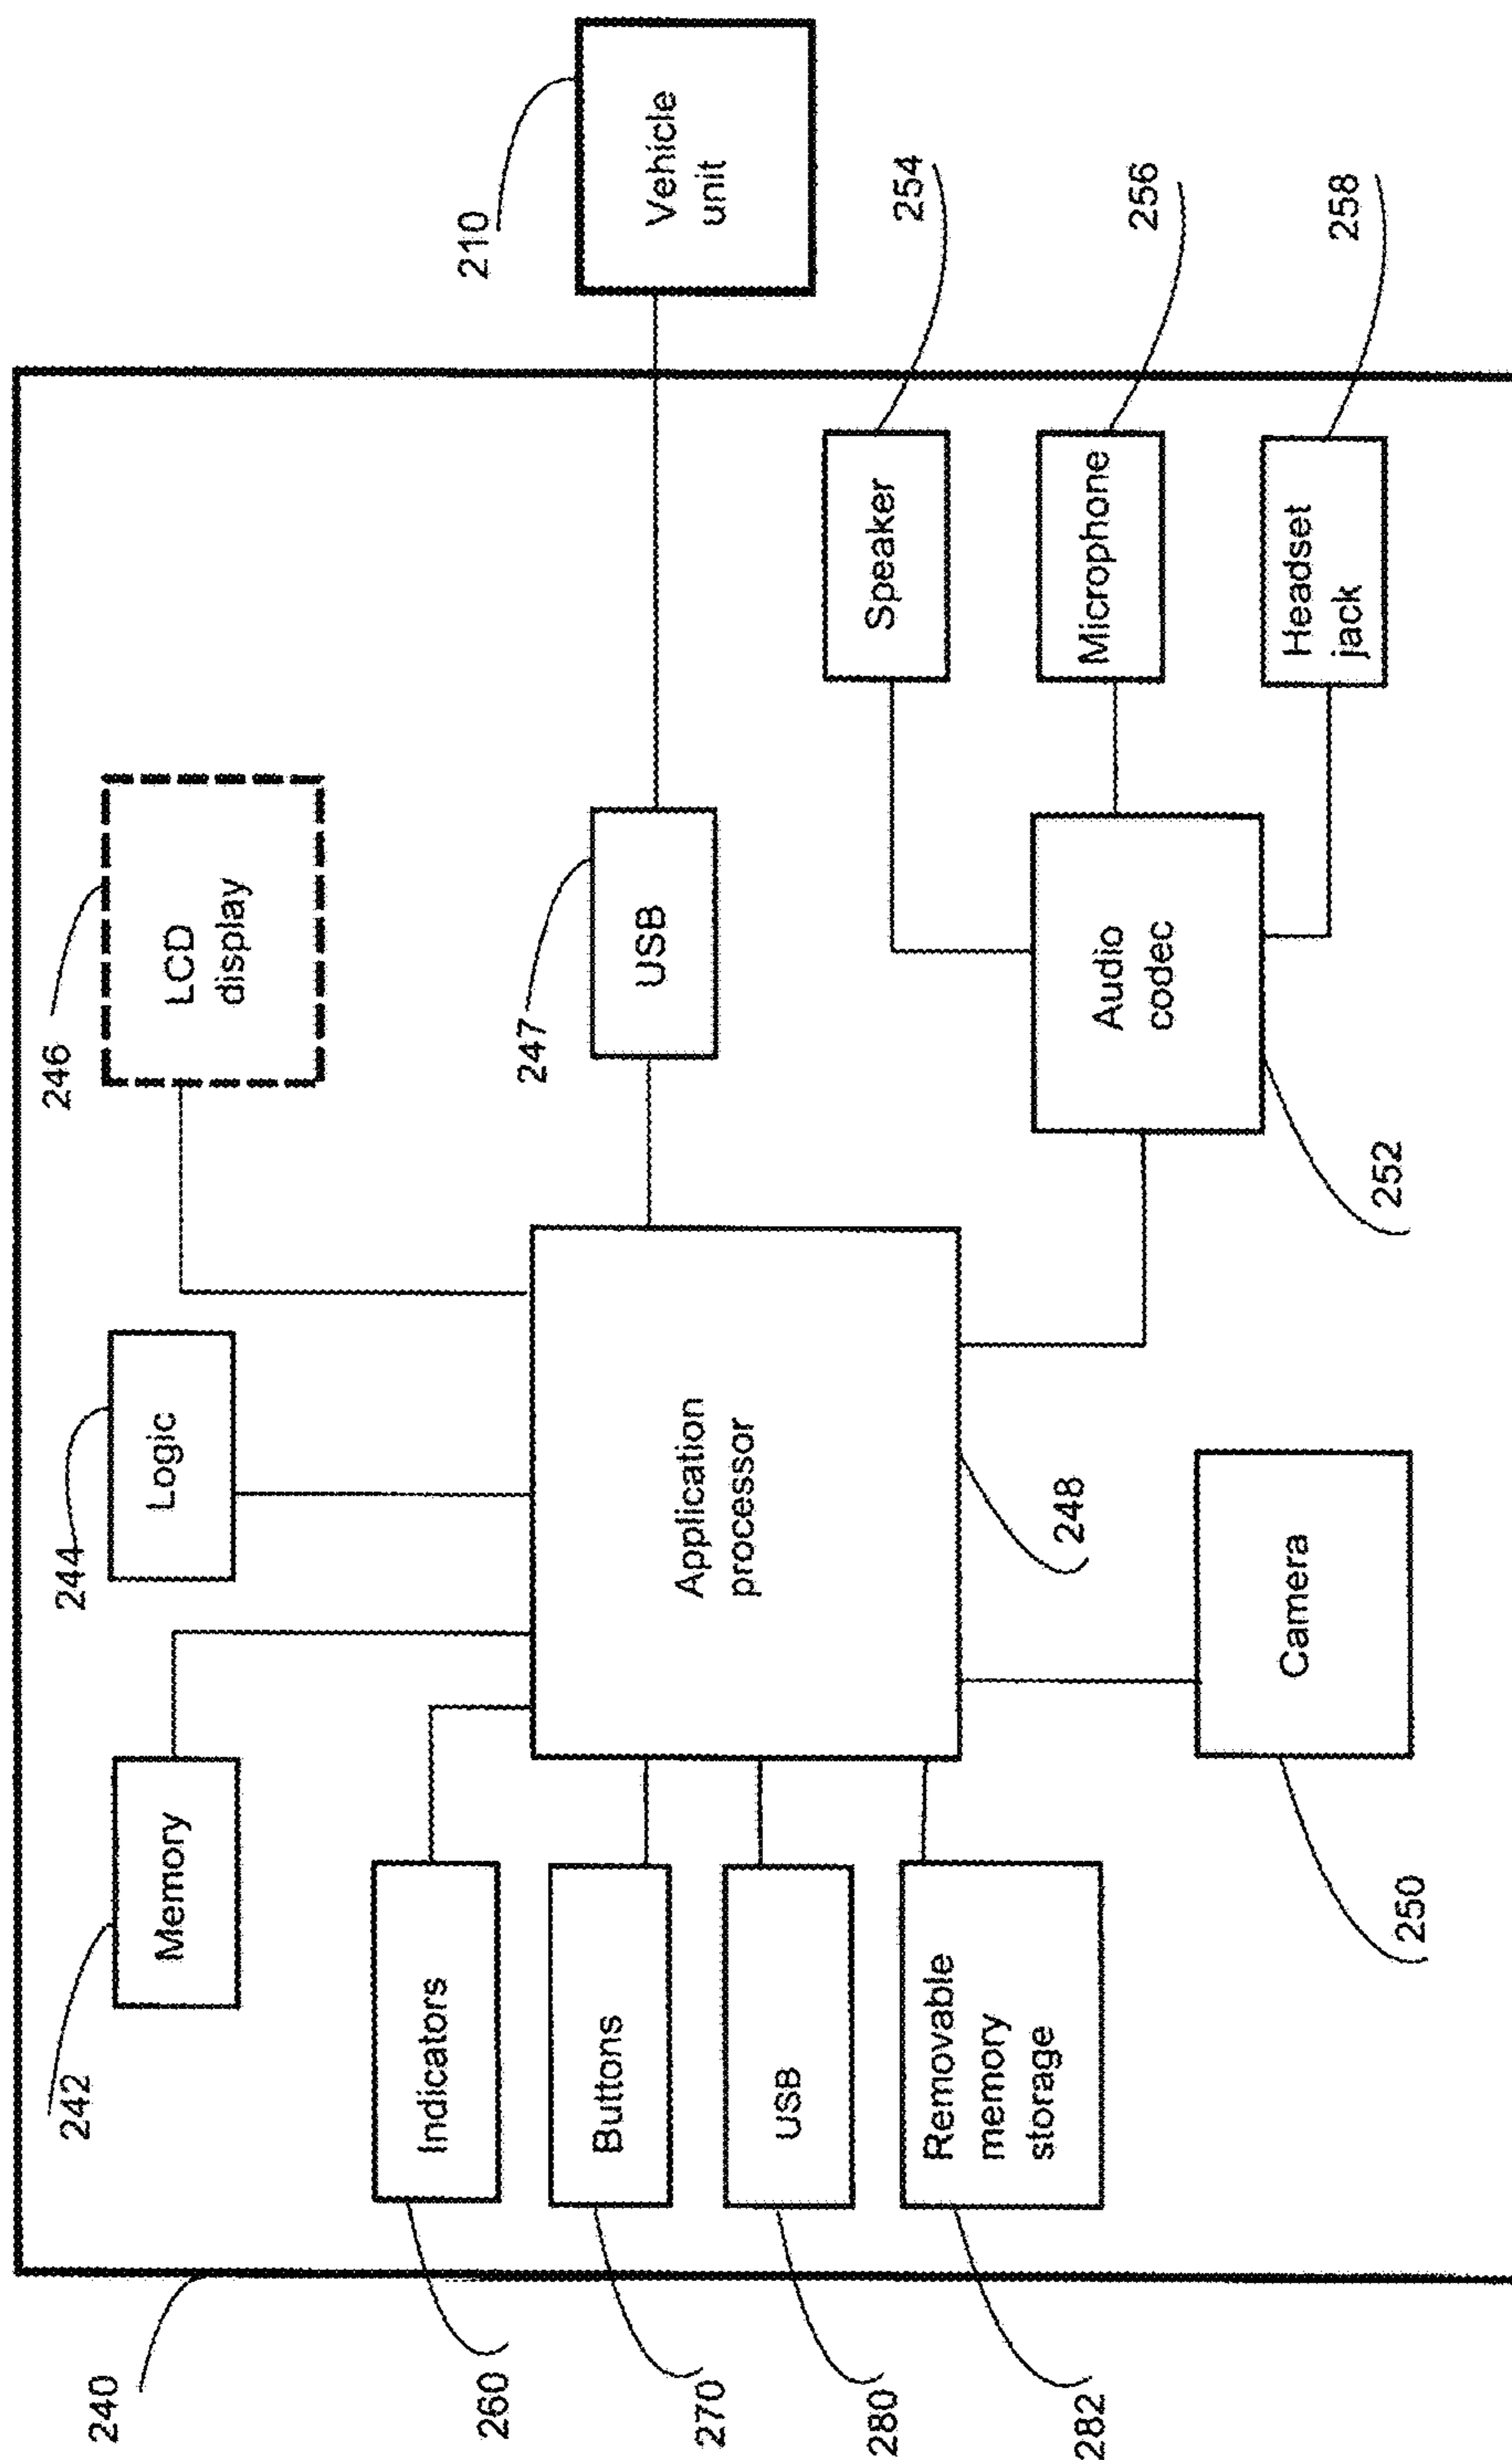 240
242
Memory
244
Logic
246
LCD
display
210
Vehicle
unit
260
Indicators
270
Buttons
280
USB
282
Removable
memory
storage
Application
processor
248
247
USB
250
Camera
Audio
codec
252
Speaker
254
Microphone
256
Headset
jack
258